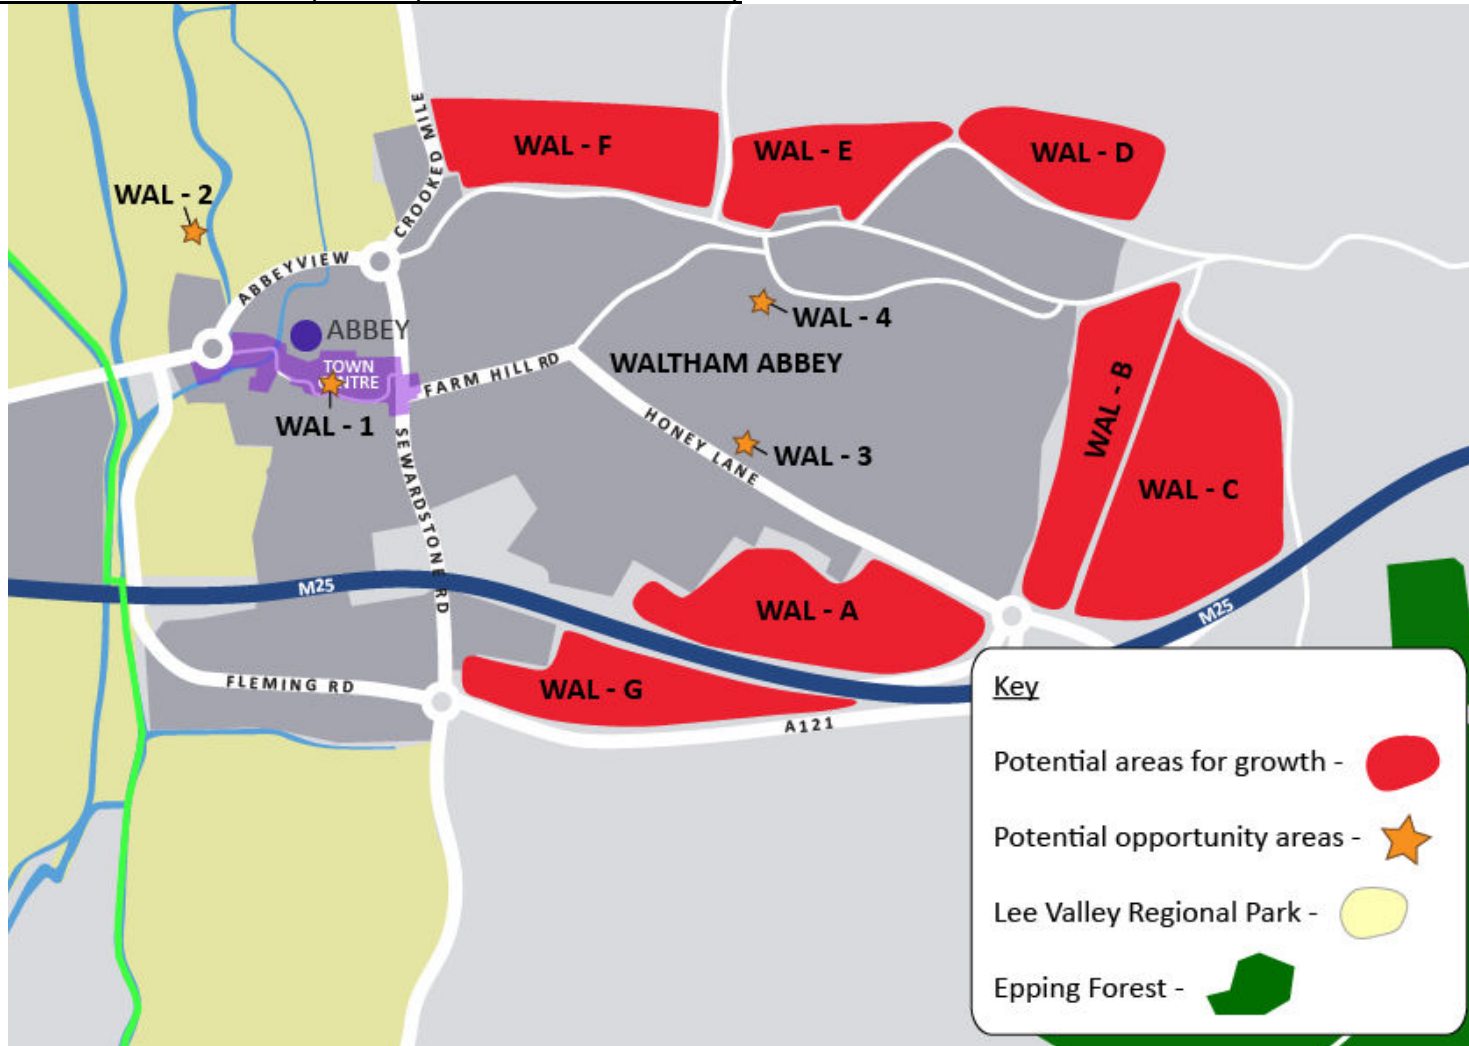 CROOKED MILE
WAL - F
WAL - E
WAL - D
WAL - 2
ABBEYVIEW
ABBEY
WAL - 4
TOWN
CENTRE
FARM HILL RD
WALTHAM ABBEY
WAL - B
WAL - 1
HONEY LANE
WAL - 3
SEWARDSTONE RD
WAL - C
M25
WAL - A
M25
FLEMING RD
WAL - G
A121
Key
Potential areas for growth -
Potential opportunity areas -
Lee Valley Regional Park -
Epping Forest -